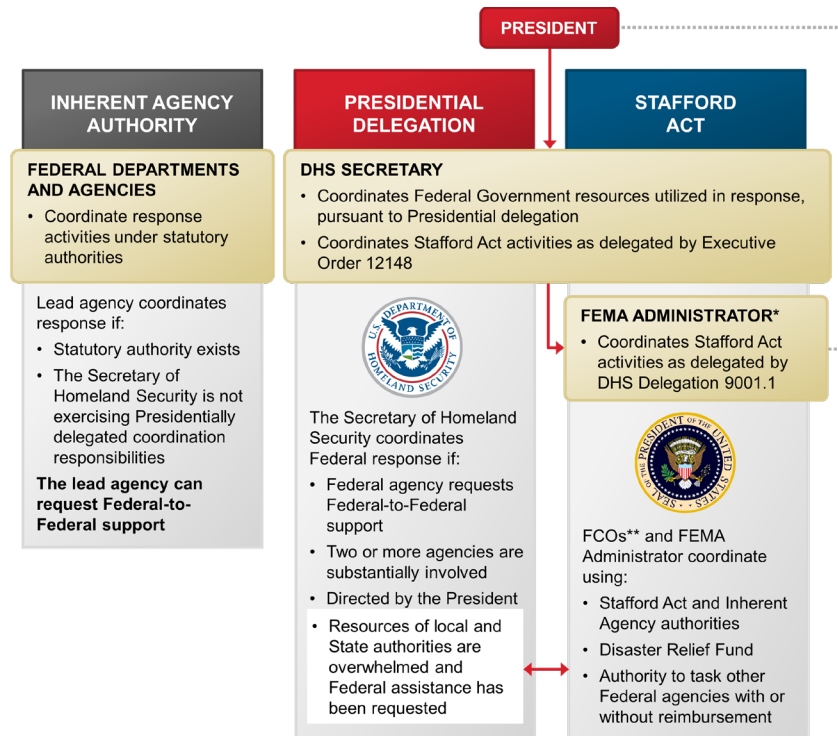 PRESIDENT
INHERENT AGENCY
AUTHORITY
FEDERAL DEPARTMENTS
AND AGENCIES
• Coordinate response
activities under statutory
authorities
Lead agency coordinates
response if:
• Statutory authority exists
• The Secretary of
Homeland Security is not
exercising Presidentially
delegated coordination
responsibilities
The lead agency can
request Federal-to-
Federal support
PRESIDENTIAL
DELEGATION
STAFFORD
ACT
DHS SECRETARY
• Coordinates Federal Government resources utilized in response,
pursuant to Presidential delegation
• Coordinates Stafford Act activities as delegated by Executive
Order 12148
U.S. DEPARTMENT OF
HOMELAND SECURITY
The Secretary of Homeland
Security coordinates
Federal response if:
• Federal agency requests
Federal-to-Federal
support
• Two or more agencies are
substantially involved
• Directed by the President
• Resources of local and
State authorities are
overwhelmed and
Federal assistance has
been requested
FEMA ADMINISTRATOR*
• Coordinates Stafford Act
activities as delegated by
DHS Delegation 9001.1
SEAL OF THE PRESIDENT OF THE UNITED STATES
FCOs** and FEMA
Administrator coordinate
using:
• Stafford Act and Inherent
Agency authorities
• Disaster Relief Fund
• Authority to task other
Federal agencies with or
without reimbursement